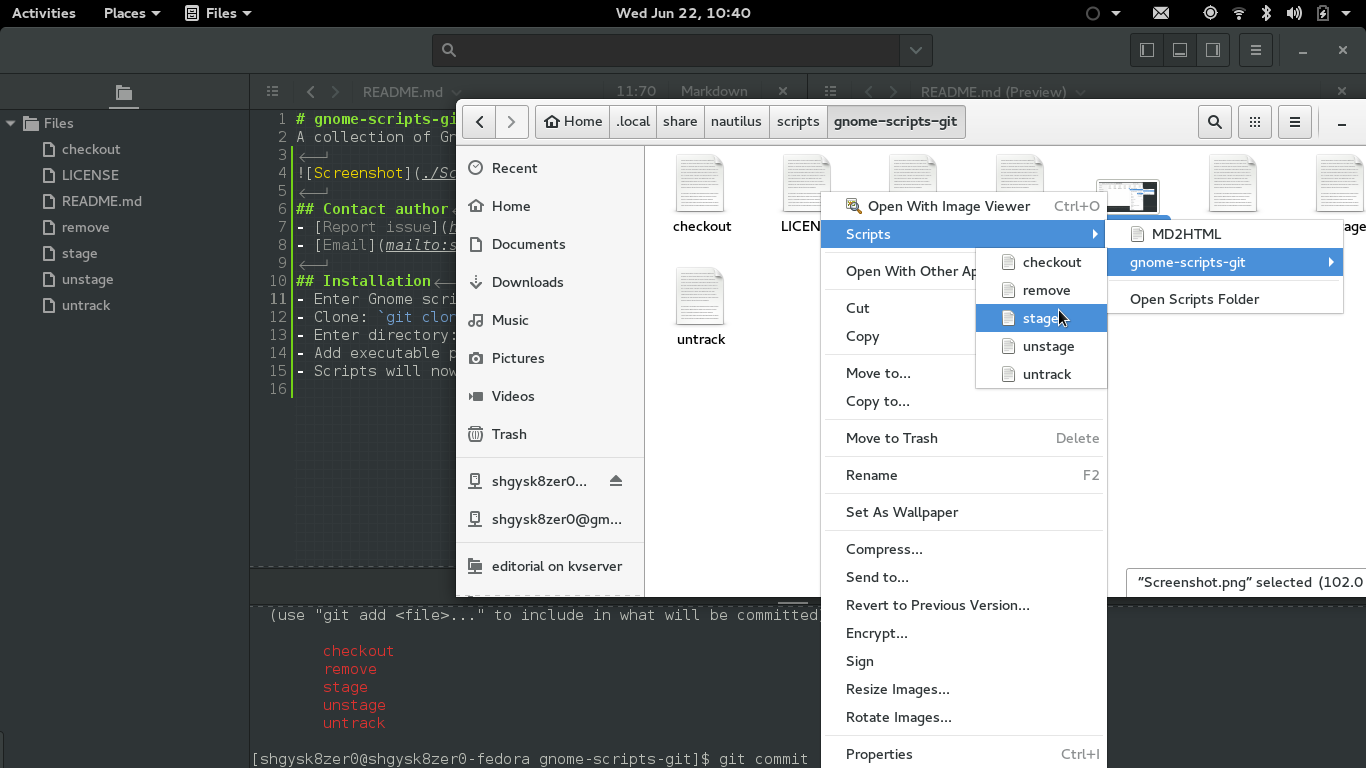 Activities Places Files Wed Jun 22, 10:40
README.md 11:70 Markdown README.md (Preview)
Files
checkout
LICENSE
README.md
remove
stage
unstage
untrack
1 # gnome-scripts-gi
2 A collection of Gn
3
4 ![Screenshot](./Sc
5
6 ## Contact author
7 - [Report issue](h
8 - [Email](mailto:s
9
10 ## Installation
11 - Enter Gnome scri
12 - Clone: `git clon
13 - Enter directory:
14 - Add executable p
15 - Scripts will now
16
Home .local share nautilus scripts gnome-scripts-git
Recent
Home
Documents
Downloads
Music
Pictures
Videos
Trash
shgysk8zer0...
shgysk8zer0@gm...
editorial on kvserver
checkout LICEN age
untrack
Open With Image Viewer Ctrl+O
Scripts
Open With Other Ap
Cut
Copy
Move to...
Copy to...
Move to Trash Delete
Rename F2
Set As Wallpaper
Compress...
Send to...
Revert to Previous Version...
Encrypt...
Sign
Resize Images...
Rotate Images...
Properties Ctrl+I
MD2HTML
gnome-scripts-git
Open Scripts Folder
checkout
remove
stage
unstage
untrack
“Screenshot.png” selected (102.0
(use "git add <file>..." to include in what will be committed)
checkout
remove
stage
unstage
untrack
[shgysk8zer0@shgysk8zer0-fedora gnome-scripts-git]$ git commit